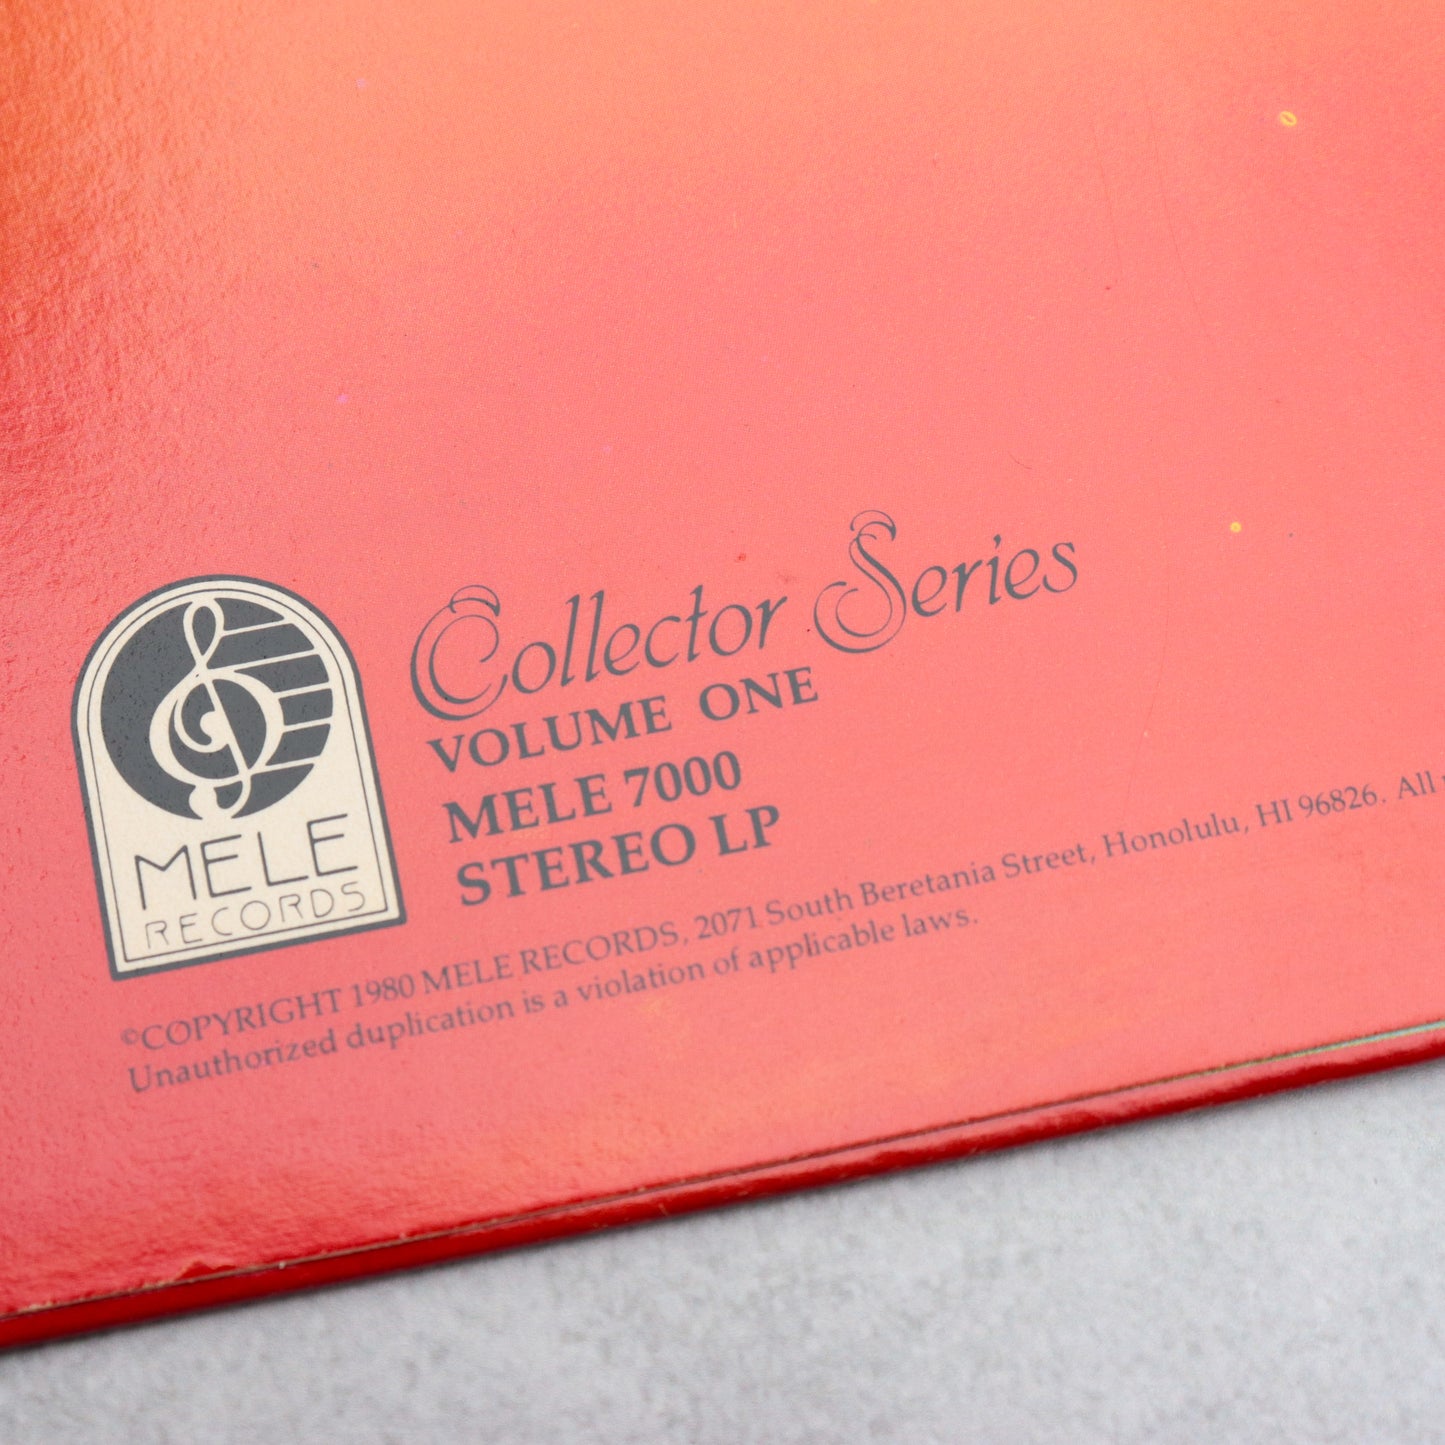 MELE
RECORDS
Collector Series
VOLUME ONE
MELE 7000
STEREO LP
©COPYRIGHT 1980 MELE RECORDS, 2071 South Beretania Street, Honolulu, HI 96826. All
Unauthorized duplication is a violation of applicable laws.